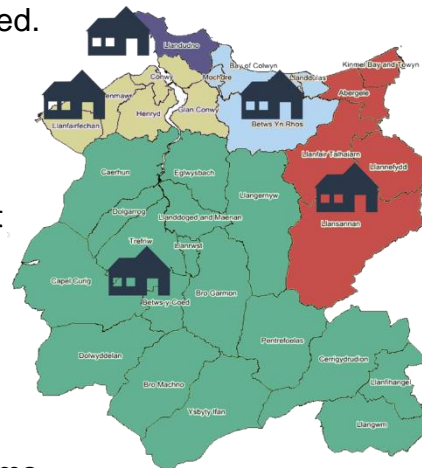 ed.
Llandudno
Bay of Colwyn
Kinmel Bay and Towyn
Conwy
Mochdre
Llanddulas
Abergele
Henryd
Glan Conwy
Llanfairfechan
Betws Yn Rhos
Llanfair Talhaiarn
Llannefydd
Caerhun
Eglwysbach
Llangernyw
Llansannan
Dolgarrog
Llanddoged and Maenan
Trefriw
Llanrwst
Capel Curig
Betws-y-Coed
Bro Garmon
Pentrefoelas
Dolwyddelan
Cerrigydrudion
Bro Machno
Llanfihangel
Ysbyty Ifan
Llangwm